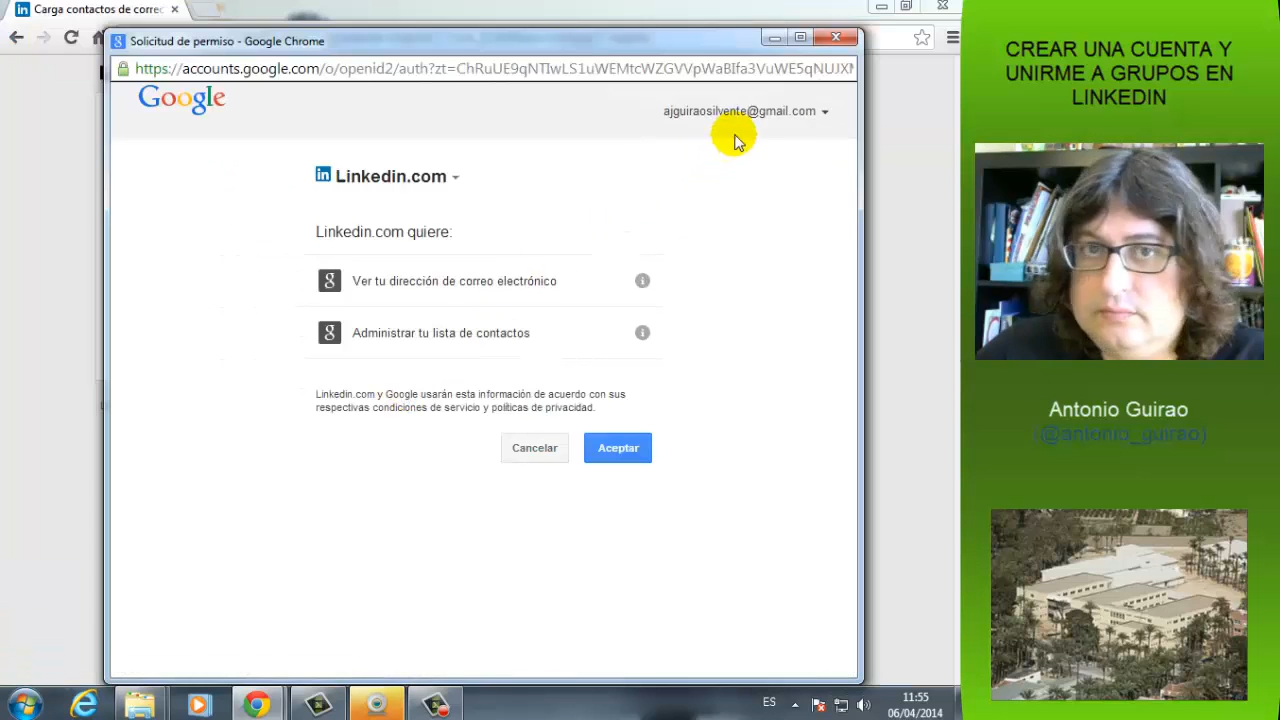 Carga contactos de correo
Solicitud de permiso - Google Chrome
https://accounts.google.com/o/openid2/auth?zt=ChRuUE9qNTIwLS1uWEMtcWZGVVpWaBIfa3VuWE5qNUJX
Google
ajguiraosilvente@gmail.com
in Linkedin.com
Linkedin.com quiere:
g Ver tu dirección de correo electrónico
g Administrar tu lista de contactos
Linkedin.com y Google usarán esta información de acuerdo con sus
respectivas condiciones de servicio y políticas de privacidad.
Cancelar Aceptar
ES
11:55
06/04/2014
CREAR UNA CUENTA Y
UNIRME A GRUPOS EN
LINKEDIN
Antonio Guirao
(@antonio_guirao)